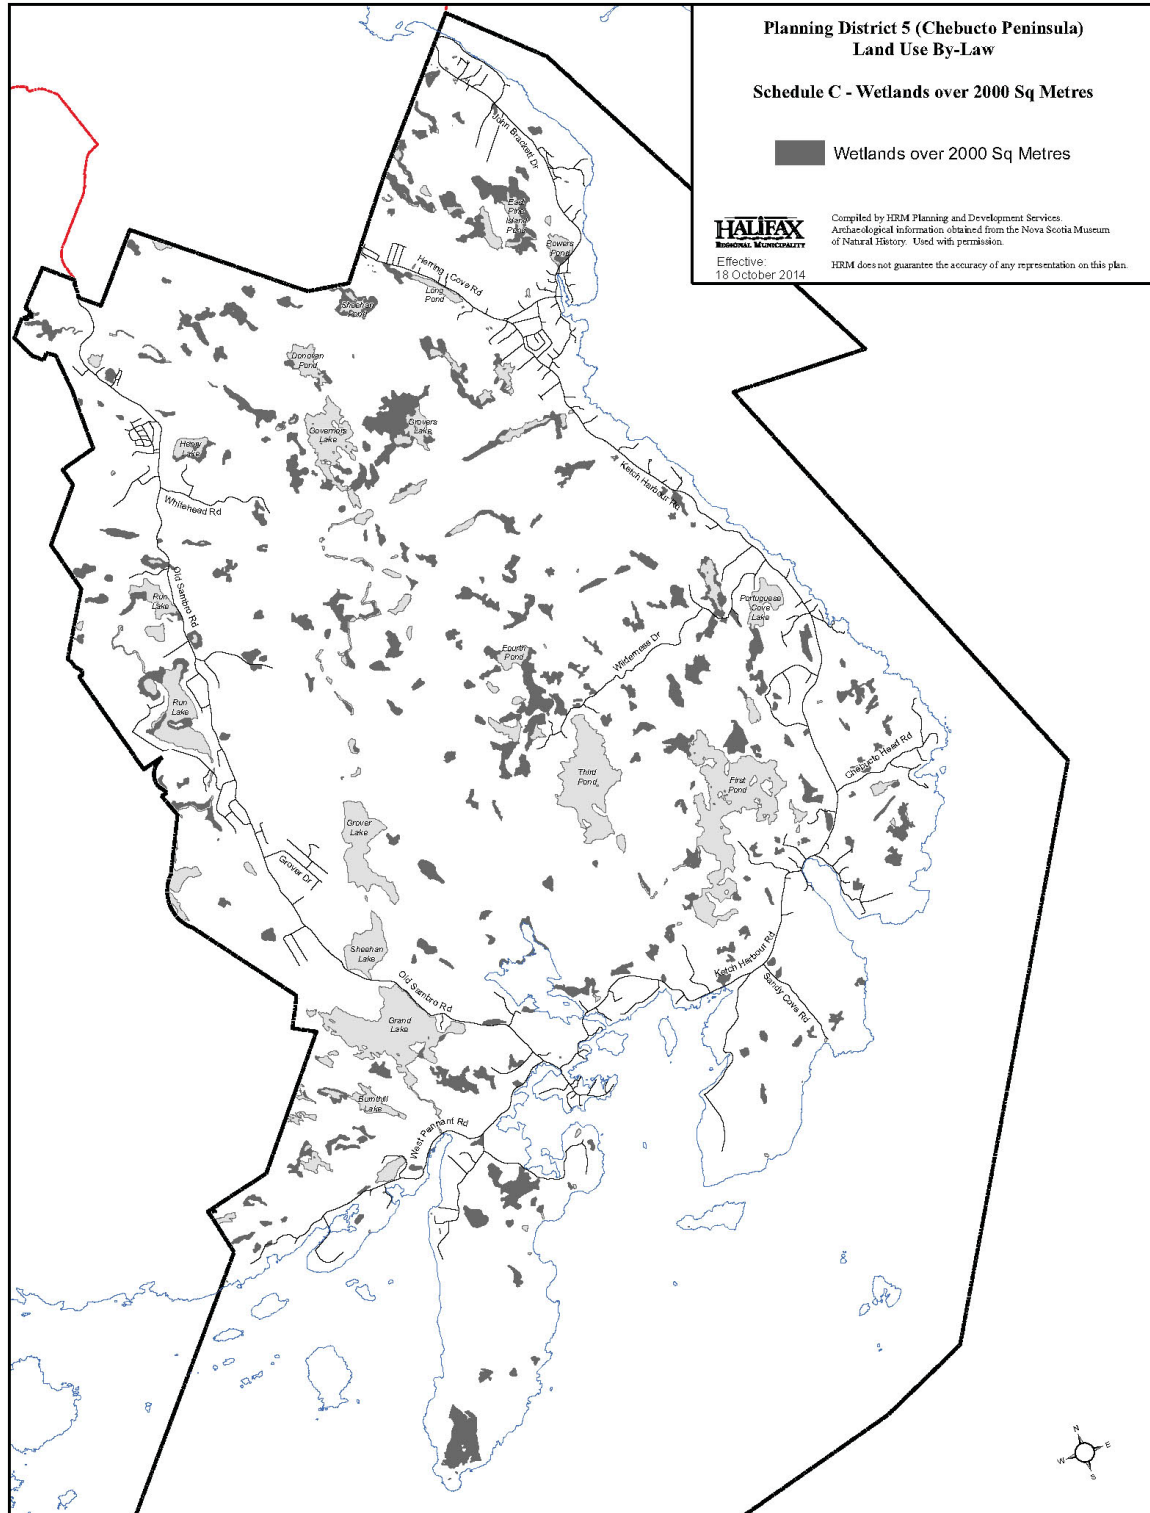 Planning District 5 (Chebucto Peninsula)
Land Use By-Law
Schedule C - Wetlands over 2000 Sq Metres
Wetlands over 2000 Sq Metres
HALIFAX
REGIONAL MUNICIPALITY
Effective:
18 October 2014
Compiled by HRM Planning and Development Services.
Archaeological information obtained from the Nova Scotia Museum
of Natural History. Used with permission.
HRM does not guarantee the accuracy of any representation on this plan.
John Brackett Dr
East
Pine
Island
Pond
Powers
Pond
Herring Cove Rd
Long
Pond
Sheehan
Pond
Donovan
Pond
Governors
Lake
Grovers
Lake
Henry
Lake
Ketch Harbour Rd
Whitehead Rd
Old Sambro Rd
Run
Lake
Portuguese
Cove
Lake
Wilderness Dr
Fourth
Pond
Run
Lake
Chebucto Head Rd
Third
Pond
First
Pond
Grover
Lake
Grover Dr
Sheehan
Lake
Old Sambro Rd
Ketch Harbour Rd
Sandy Cove Rd
Grand
Lake
Burnthill
Lake
West Pennant Rd
N
E
W
S